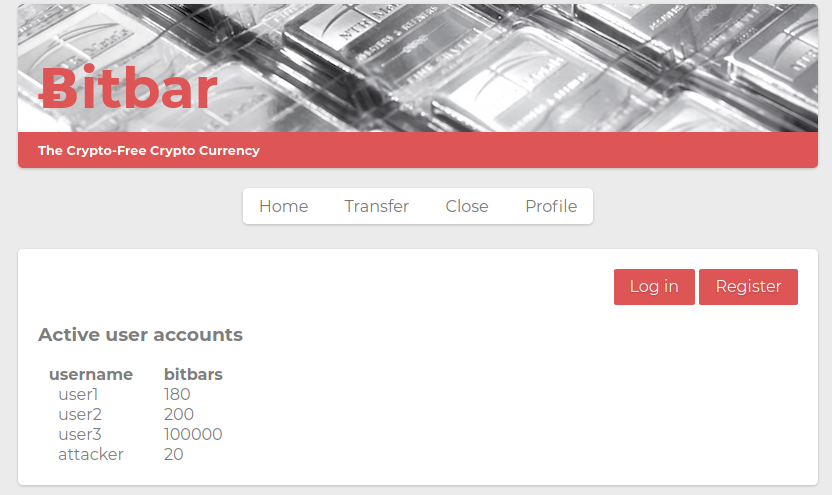 Ƀitbar
The Crypto-Free Crypto Currency
Home Transfer Close Profile
Log in Register
Active user accounts
username bitbars
user1 180
user2 200
user3 100000
attacker 20